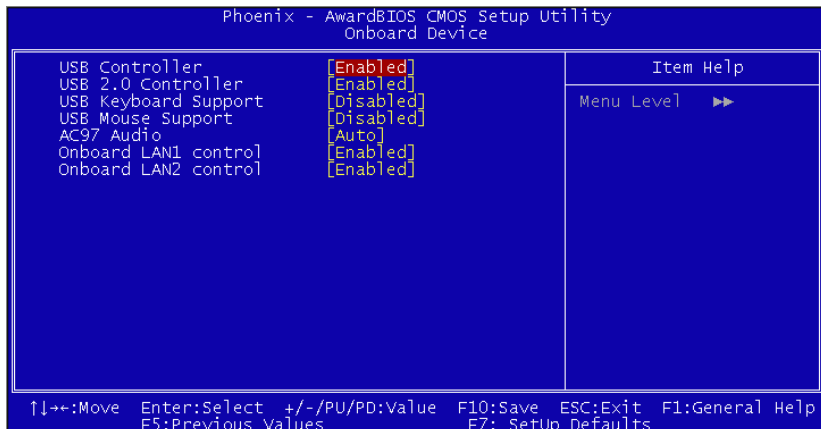 Phoenix - AwardBIOS CMOS Setup Utility
Onboard Device
USB Controller [Enabled]
USB 2.0 Controller [Enabled]
USB Keyboard Support [Disabled]
USB Mouse Support [Disabled]
AC97 Audio [Auto]
Onboard LAN1 control [Enabled]
Onboard LAN2 control [Enabled]
Item Help
Menu Level ▶▶
↑↓→←:Move Enter:Select +/-/PU/PD:Value F10:Save ESC:Exit F1:General Help
F5:Previous Values F7: SetUp Defaults